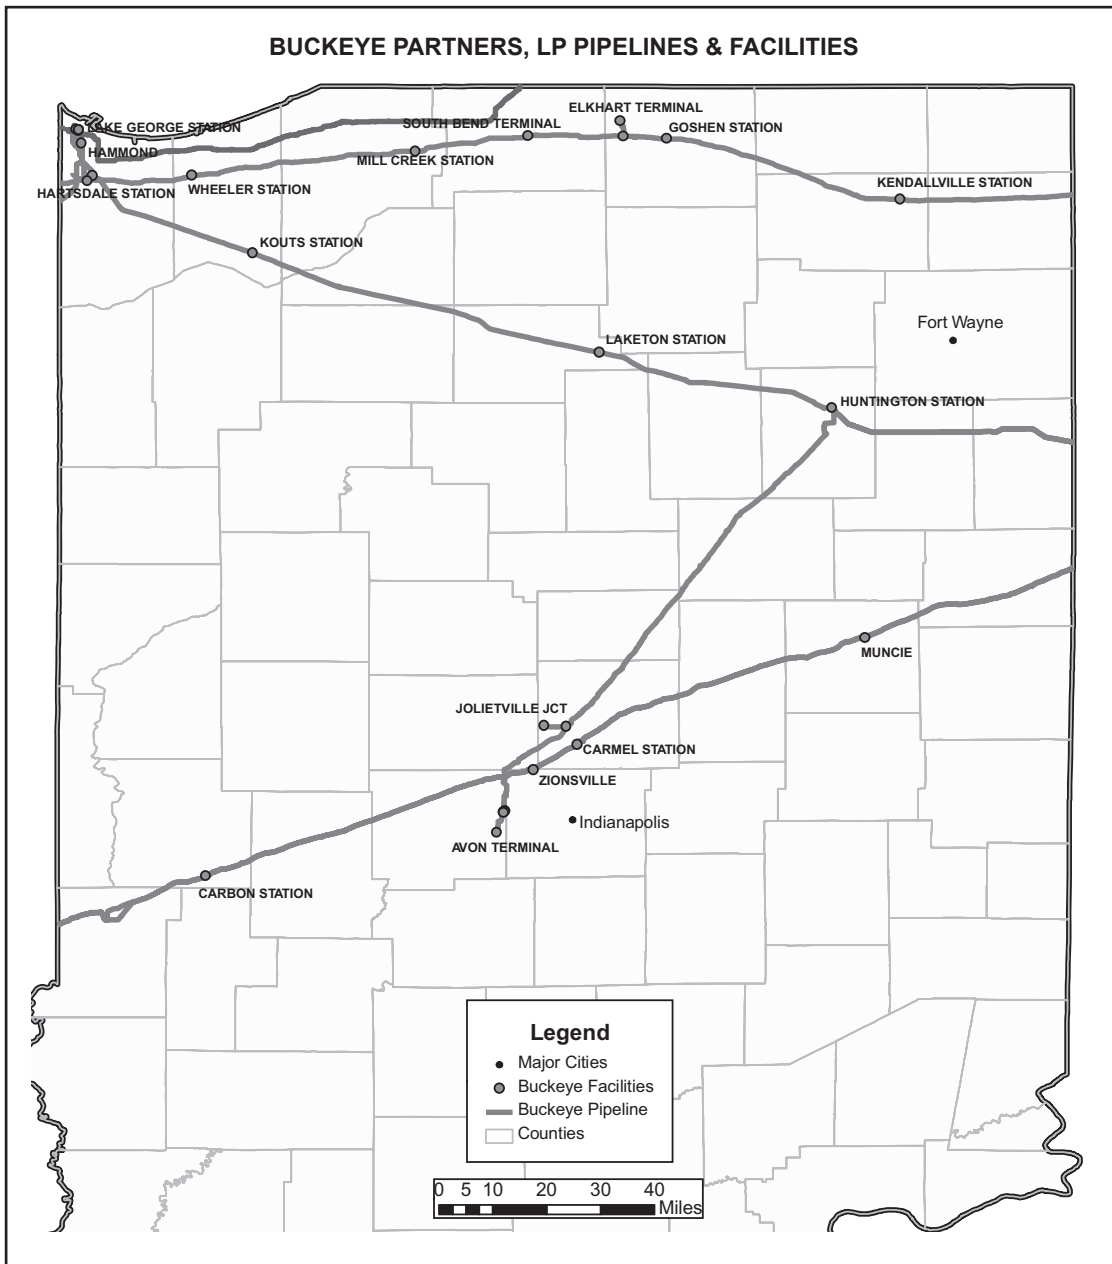 BUCKEYE PARTNERS, LP PIPELINES & FACILITIES
ELKHART TERMINAL
LAKE GEORGE STATION
SOUTH BEND TERMINAL
GOSHEN STATION
HAMMOND
MILL CREEK STATION
HARTSDALE STATION
WHEELER STATION
KENDALLVILLE STATION
KOUTS STATION
Fort Wayne
LAKETON STATION
HUNTINGTON STATION
MUNCIE
JOLIETVILLE JCT
CARMEL STATION
ZIONSVILLE
Indianapolis
AVON TERMINAL
CARBON STATION
Legend
Major Cities
Buckeye Facilities
Buckeye Pipeline
Counties
0 5 10 20 30 40
Miles